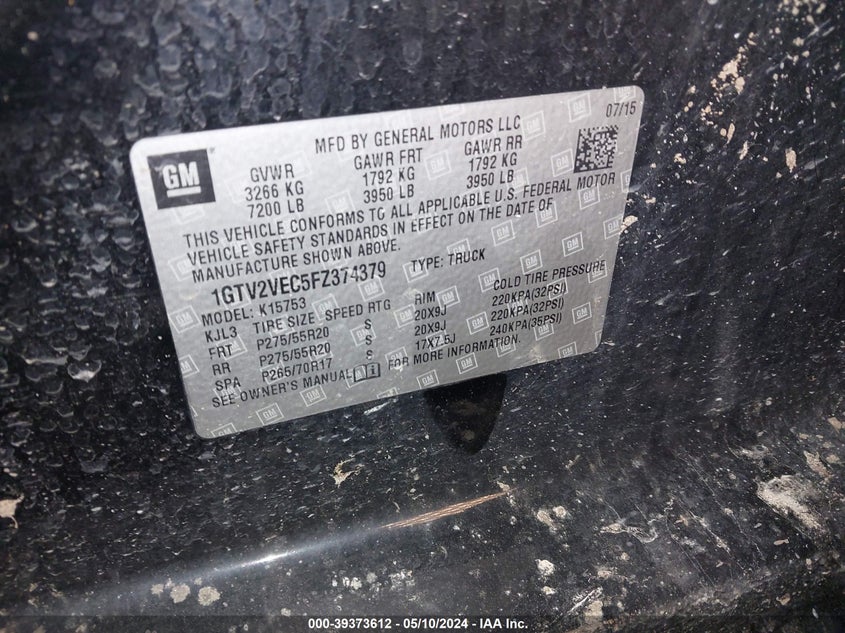 07/15
MFD BY GENERAL MOTORS LLC
GM
GVWR GAWR FRT GAWR RR
3266 KG 1792 KG 1792 KG
7200 LB 3950 LB 3950 LB
THIS VEHICLE CONFORMS TO ALL APPLICABLE U.S. FEDERAL MOTOR
VEHICLE SAFETY STANDARDS IN EFFECT ON THE DATE OF
MANUFACTURE SHOWN ABOVE.
1GTV2VEC5FZ374379 TYPE: TRUCK
MODEL: K15753
KJL3 TIRE SIZE SPEED RTG RIM COLD TIRE PRESSURE
FRT P275/55R20 S 20X9J 220KPA(32PSI)
RR P275/55R20 S 20X9J 220KPA(32PSI)
SPA P265/70R17 S 17X7.5J 240KPA(35PSI)
SEE OWNER'S MANUAL FOR MORE INFORMATION.
000-39373612 - 05/10/2024 - IAA Inc.